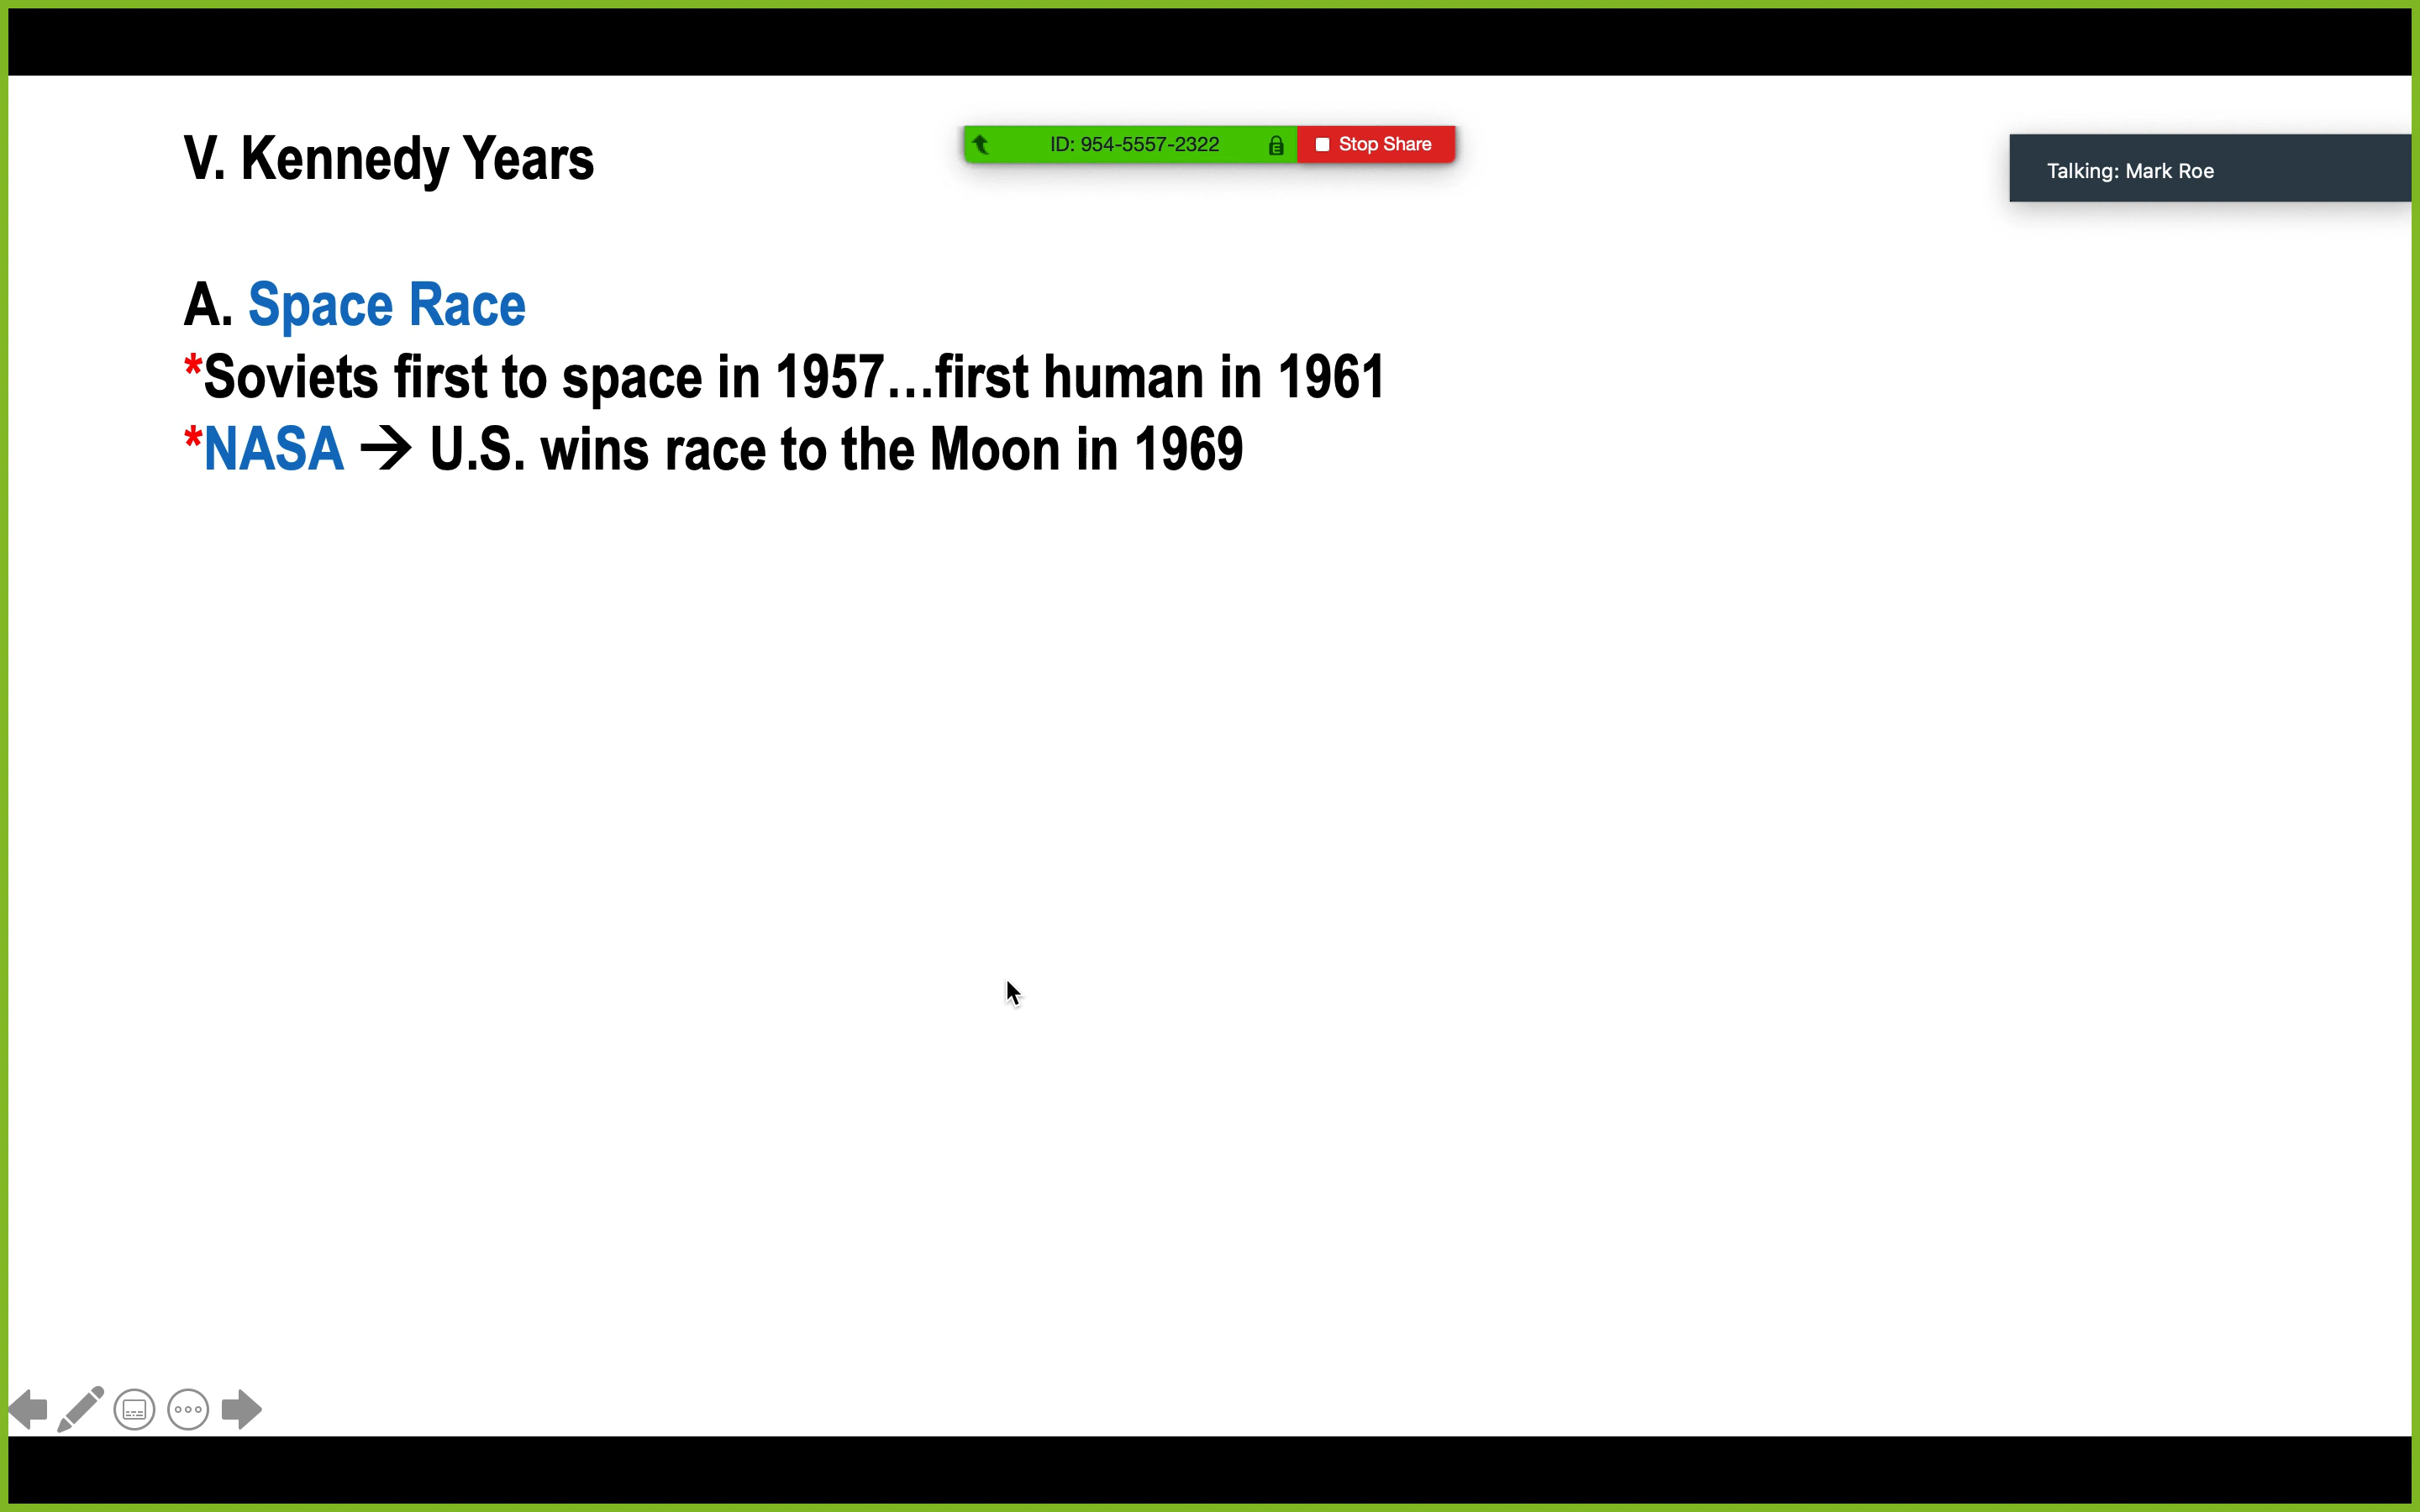 V. Kennedy Years
ID: 954-5557-2322
Stop Share
Talking: Mark Roe
A. Space Race
*Soviets first to space in 1957...first human in 1961
*NASA → U.S. wins race to the Moon in 1969